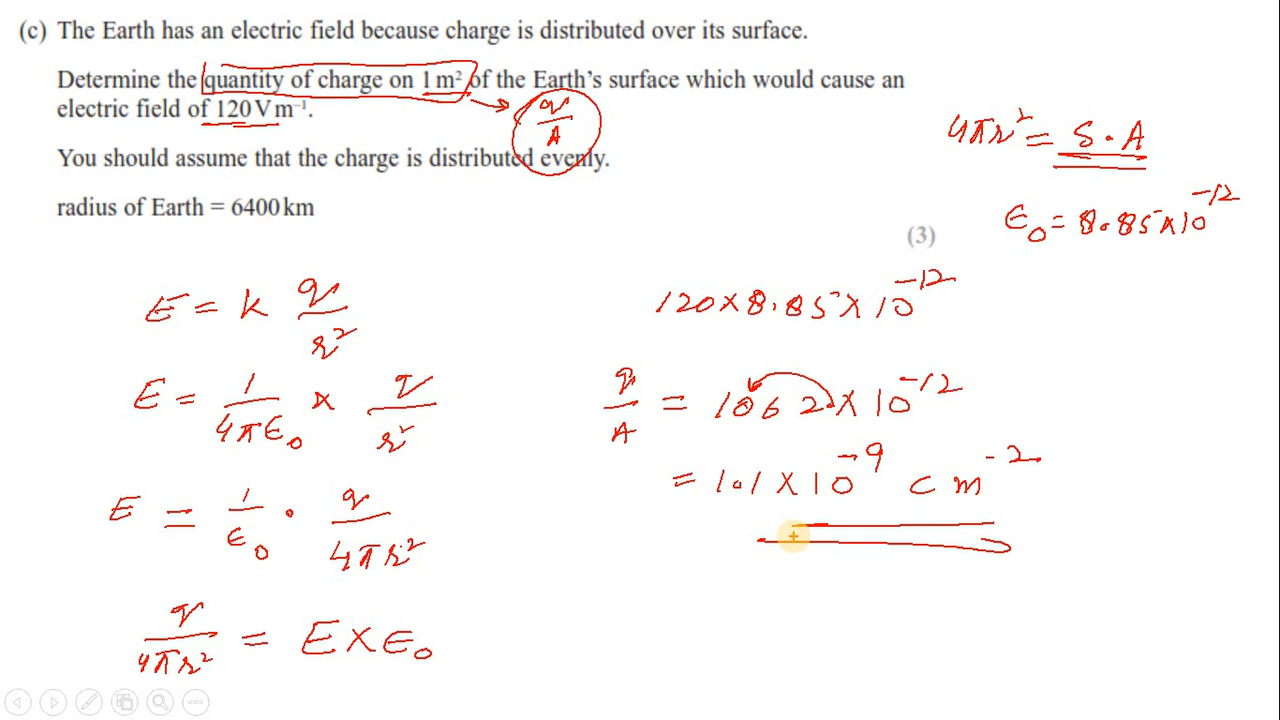 (c) The Earth has an electric field because charge is distributed over its surface.
Determine the quantity of charge on 1 m² of the Earth's surface which would cause an
electric field of 120 V m⁻¹.
q/A
You should assume that the charge is distributed evenly.
radius of Earth = 6400 km
(3)
4πr² = S.A
ε₀ = 8.85×10⁻¹²
E = k q/r²
E = 1/4πε₀ × q/r²
E = 1/ε₀ · q/4πr²
q/4πr² = E×ε₀
120×8.85×10⁻¹²
q/A = 1062×10⁻¹²
= 1.1×10⁻⁹ C m⁻²